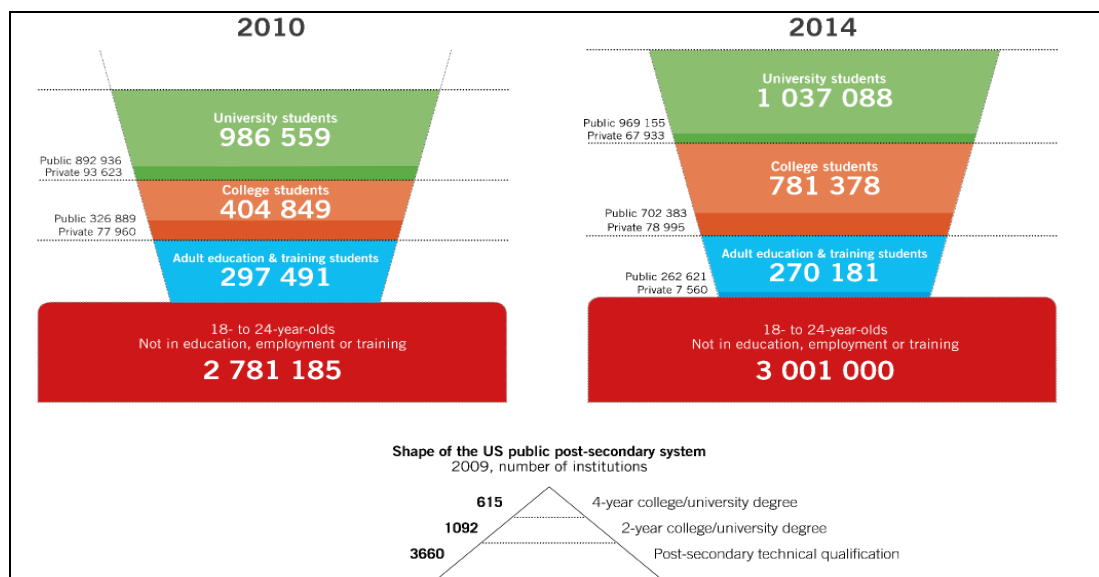 2010
University students
986 559
Public 892 936
Private 93 623
College students
404 849
Public 326 889
Private 77 960
Adult education & training students
297 491
18- to 24-year-olds
Not in education, employment or training
2 781 185
2014
University students
1 037 088
Public 969 155
Private 67 933
College students
781 378
Public 702 383
Private 78 995
Adult education & training students
270 181
Public 262 621
Private 7 560
18- to 24-year-olds
Not in education, employment or training
3 001 000
Shape of the US public post-secondary system
2009, number of institutions
615 4-year college/university degree
1092 2-year college/university degree
3660 Post-secondary technical qualification